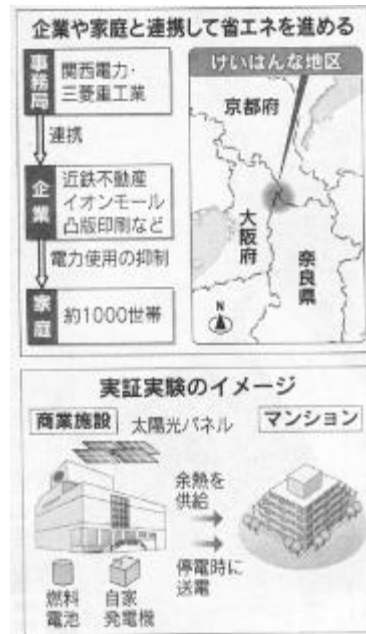 企業や家庭と連携して省エネを進める
事務局
関西電力・
三菱重工業
連携
企業
近鉄不動産
イオンモール
凸版印刷など
電力使用の抑制
家庭
約1000世帯
けいはんな地区
京都府
大阪府
奈良県
N
実証実験のイメージ
商業施設
太陽光パネル
マンション
余熱を
供給
停電時に
送電
燃料
電池
自家
発電機